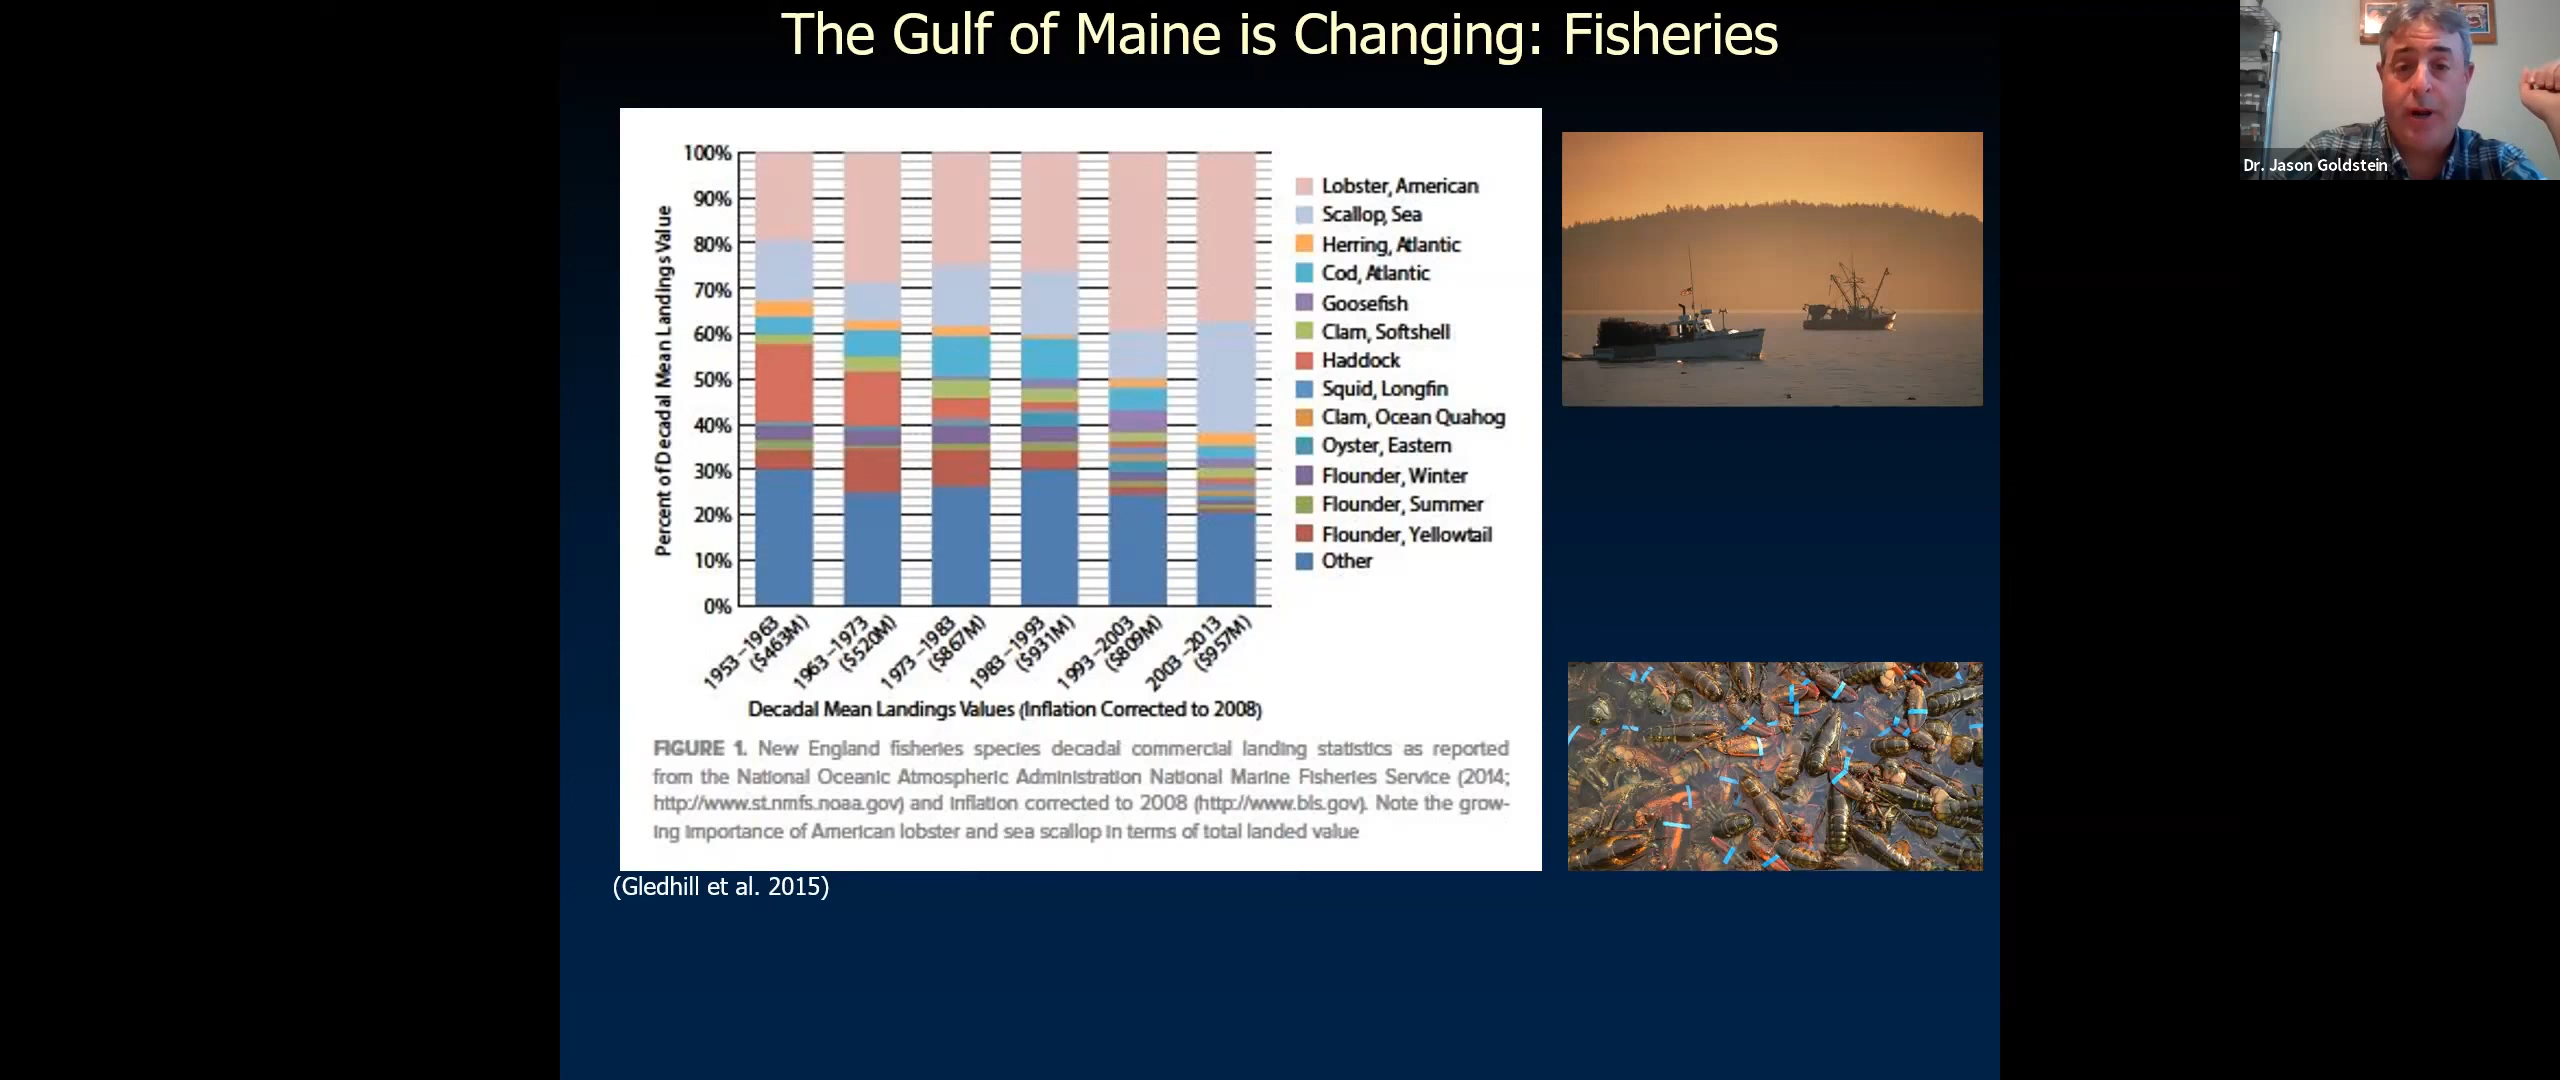 The Gulf of Maine is Changing: Fisheries
Dr. Jason Goldstein
Percent of Decadal Mean Landings Value
100%
90%
80%
70%
60%
50%
40%
30%
20%
10%
0%
Lobster, American
Scallop, Sea
Herring, Atlantic
Cod, Atlantic
Goosefish
Clam, Softshell
Haddock
Squid, Longfin
Clam, Ocean Quahog
Oyster, Eastern
Flounder, Winter
Flounder, Summer
Flounder, Yellowtail
Other
1953–1963
($463M)
1963–1973
($520M)
1973–1983
($867M)
1983–1993
($931M)
1993–2003
($809M)
2003–2013
($957M)
Decadal Mean Landings Values (Inflation Corrected to 2008)
FIGURE 1. New England fisheries species decadal commercial landing statistics as reported
from the National Oceanic Atmospheric Administration National Marine Fisheries Service (2014;
http://www.st.nmfs.noaa.gov) and inflation corrected to 2008 (http://www.bls.gov). Note the grow-
ing importance of American lobster and sea scallop in terms of total landed value
(Gledhill et al. 2015)